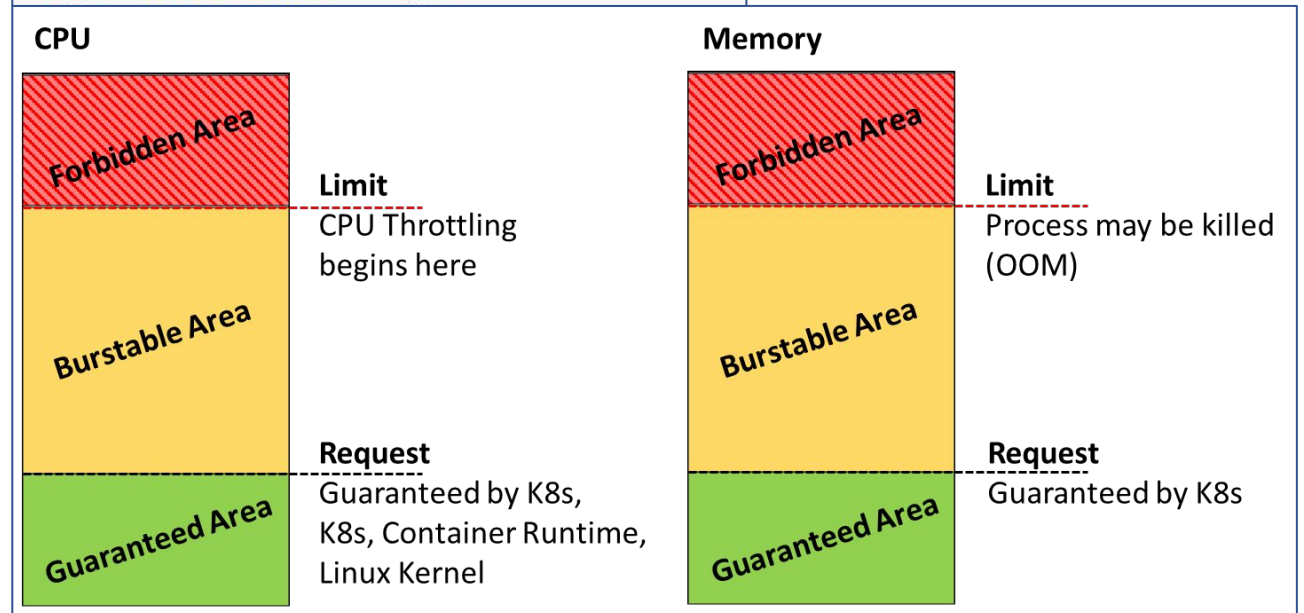 CPU
Forbidden Area
Limit
CPU Throttling
begins here
Burstable Area
Request
Guaranteed by K8s,
K8s, Container Runtime,
Linux Kernel
Guaranteed Area
Memory
Forbidden Area
Limit
Process may be killed
(OOM)
Burstable Area
Request
Guaranteed by K8s
Guaranteed Area